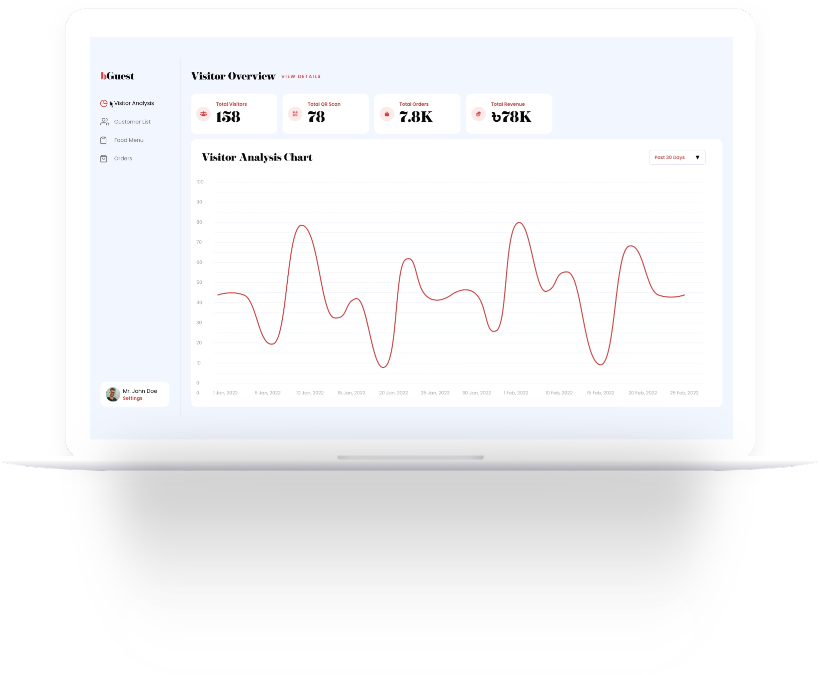 bGuest
Visitor Analysis
Customer List
Food Menu
Orders
Mr. John Doe
Settings
Visitor Overview VIEW DETAILS
Total Visitors
158
Total QR Scan
78
Total Orders
7.8K
Total Revenue
৳78K
Visitor Analysis Chart
Past 30 Days
100
90
80
70
60
50
40
30
20
10
0
0 1 Jan, 2022 5 Jan, 2022 10 Jan, 2022 15 Jan, 2022 20 Jan, 2022 25 Jan, 2022 30 Jan, 2022 1 Feb, 2022 10 Feb, 2022 15 Feb, 2022 20 Feb, 2022 25 Feb, 2022